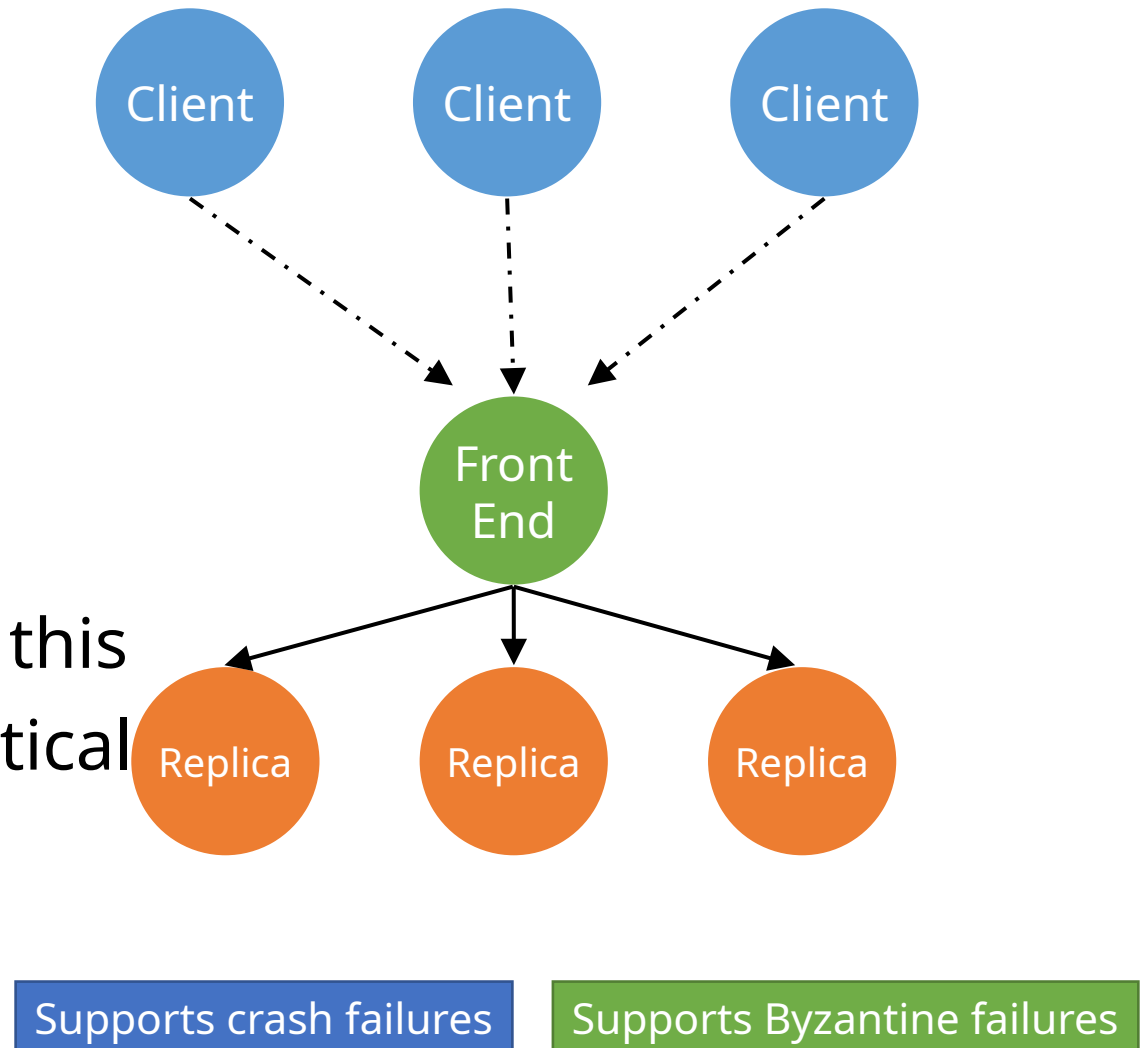 Client
Client
Client
Front
End
this
tical
Replica
Replica
Replica
Supports crash failures
Supports Byzantine failures